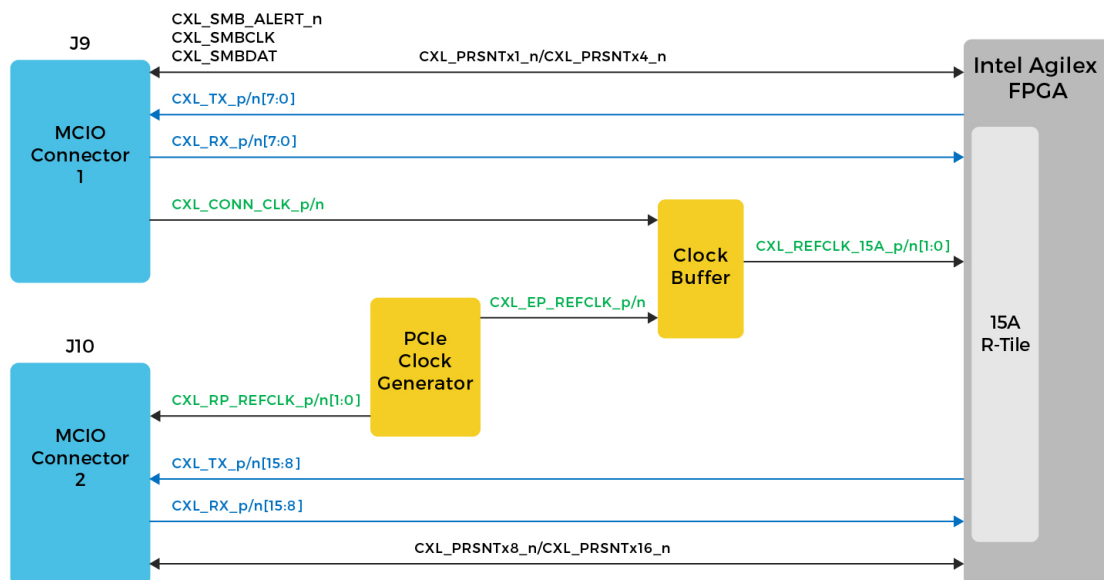 CXL_SMB_ALERT_n
CXL_SMBCLK
CXL_SMBDAT
J9
CXL_PRSNTx1_n/CXL_PRSNTx4_n
Intel Agilex
FPGA
CXL_TX_p/n[7:0]
MCIO
Connector
1
CXL_RX_p/n[7:0]
CXL_CONN_CLK_p/n
Clock
Buffer
CXL_REFCLK_15A_p/n[1:0]
CXL_EP_REFCLK_p/n
15A
R-Tile
J10
PCIe
Clock
Generator
CXL_RP_REFCLK_p/n[1:0]
MCIO
Connector
2
CXL_TX_p/n[15:8]
CXL_RX_p/n[15:8]
CXL_PRSNTx8_n/CXL_PRSNTx16_n